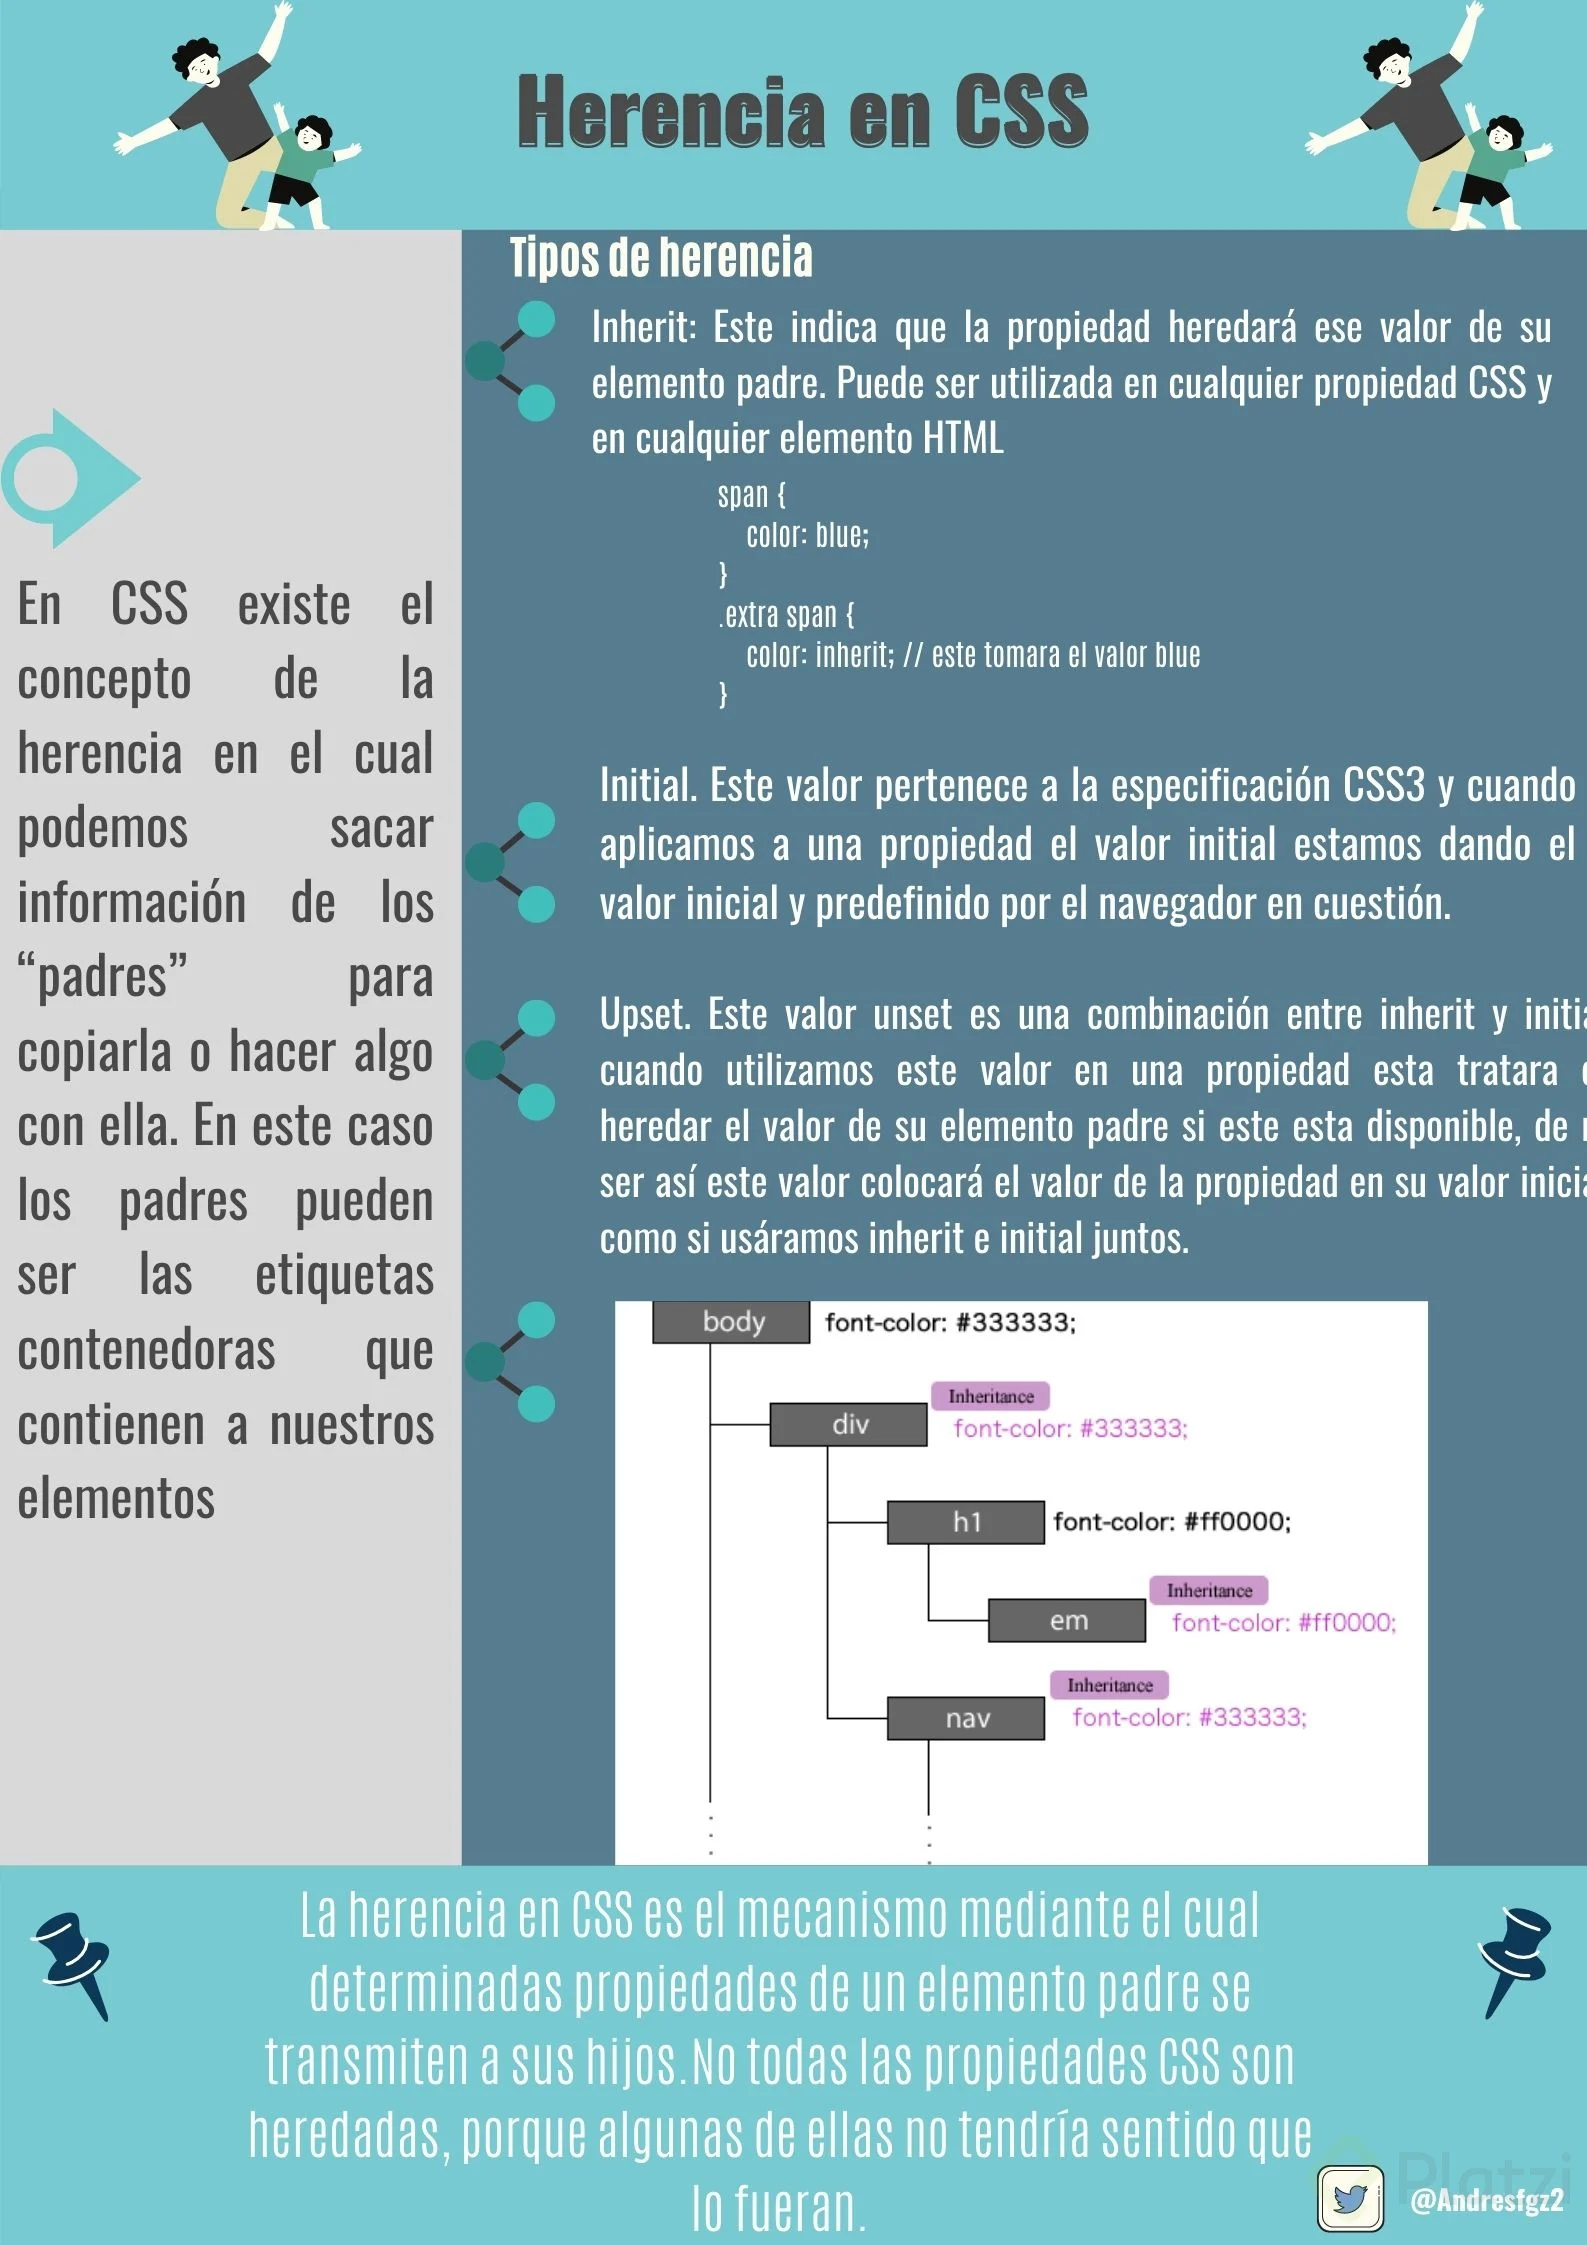 Herencia en CSS
En CSS existe el
concepto de la
herencia en el cual
podemos sacar
información de los
“padres” para
copiarla o hacer algo
con ella. En este caso
los padres pueden
ser las etiquetas
contenedoras que
contienen a nuestros
elementos
Tipos de herencia
Inherit: Este indica que la propiedad heredará ese valor de su
elemento padre. Puede ser utilizada en cualquier propiedad CSS y
en cualquier elemento HTML
span {
color: blue;
}
.extra span {
color: inherit; // este tomara el valor blue
}
Initial. Este valor pertenece a la especificación CSS3 y cuando
aplicamos a una propiedad el valor initial estamos dando el
valor inicial y predefinido por el navegador en cuestión.
Upset. Este valor unset es una combinación entre inherit y
cuando utilizamos este valor en una propiedad esta tratara
heredar el valor de su elemento padre si este esta disponible, de
ser así este valor colocará el valor de la propiedad en su valor
como si usáramos inherit e initial juntos.
body font-color: #333333;
Inheritance
div font-color: #333333;
h1 font-color: #ff0000;
Inheritance
em font-color: #ff0000;
Inheritance
nav font-color: #333333;
La herencia en CSS es el mecanismo mediante el cual
determinadas propiedades de un elemento padre se
transmiten a sus hijos.No todas las propiedades CSS son
heredadas, porque algunas de ellas no tendría sentido que
lo fueran.
Platzi
@Andresfgz2